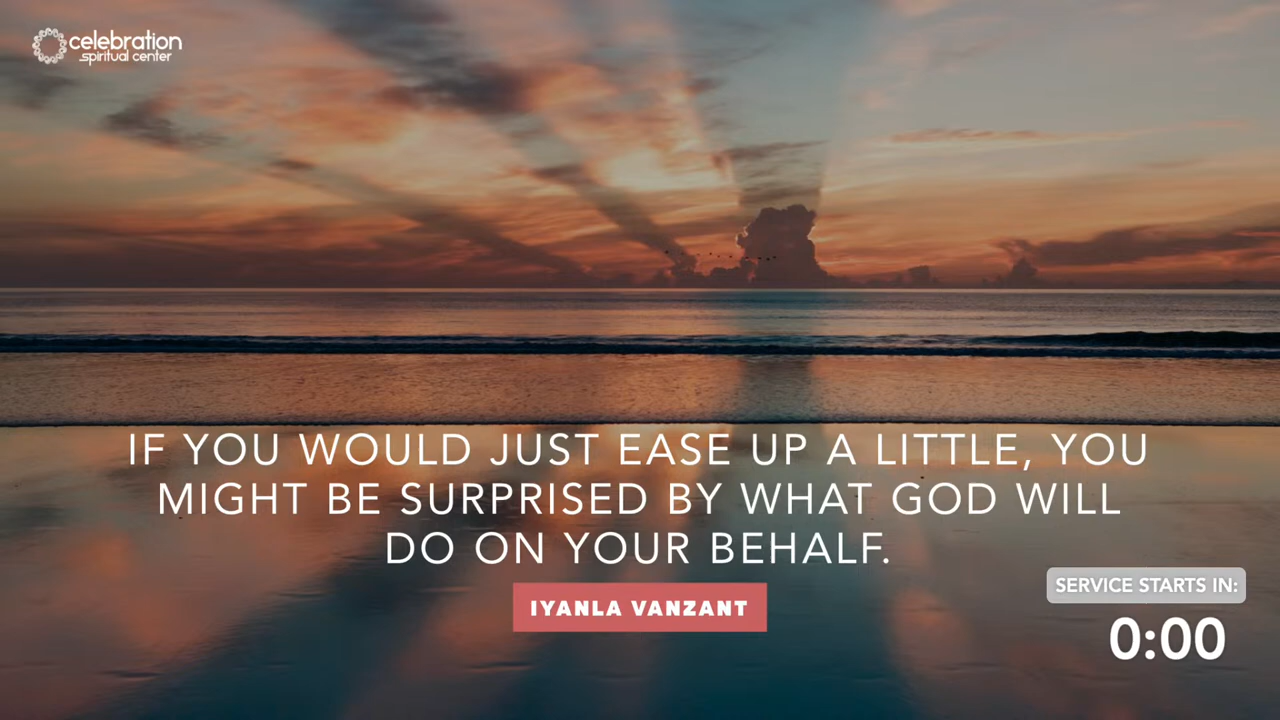 celebration
spiritual center
IF YOU WOULD JUST EASE UP A LITTLE, YOU
MIGHT BE SURPRISED BY WHAT GOD WILL
DO ON YOUR BEHALF.
IYANLA VANZANT
SERVICE STARTS IN:
0:00